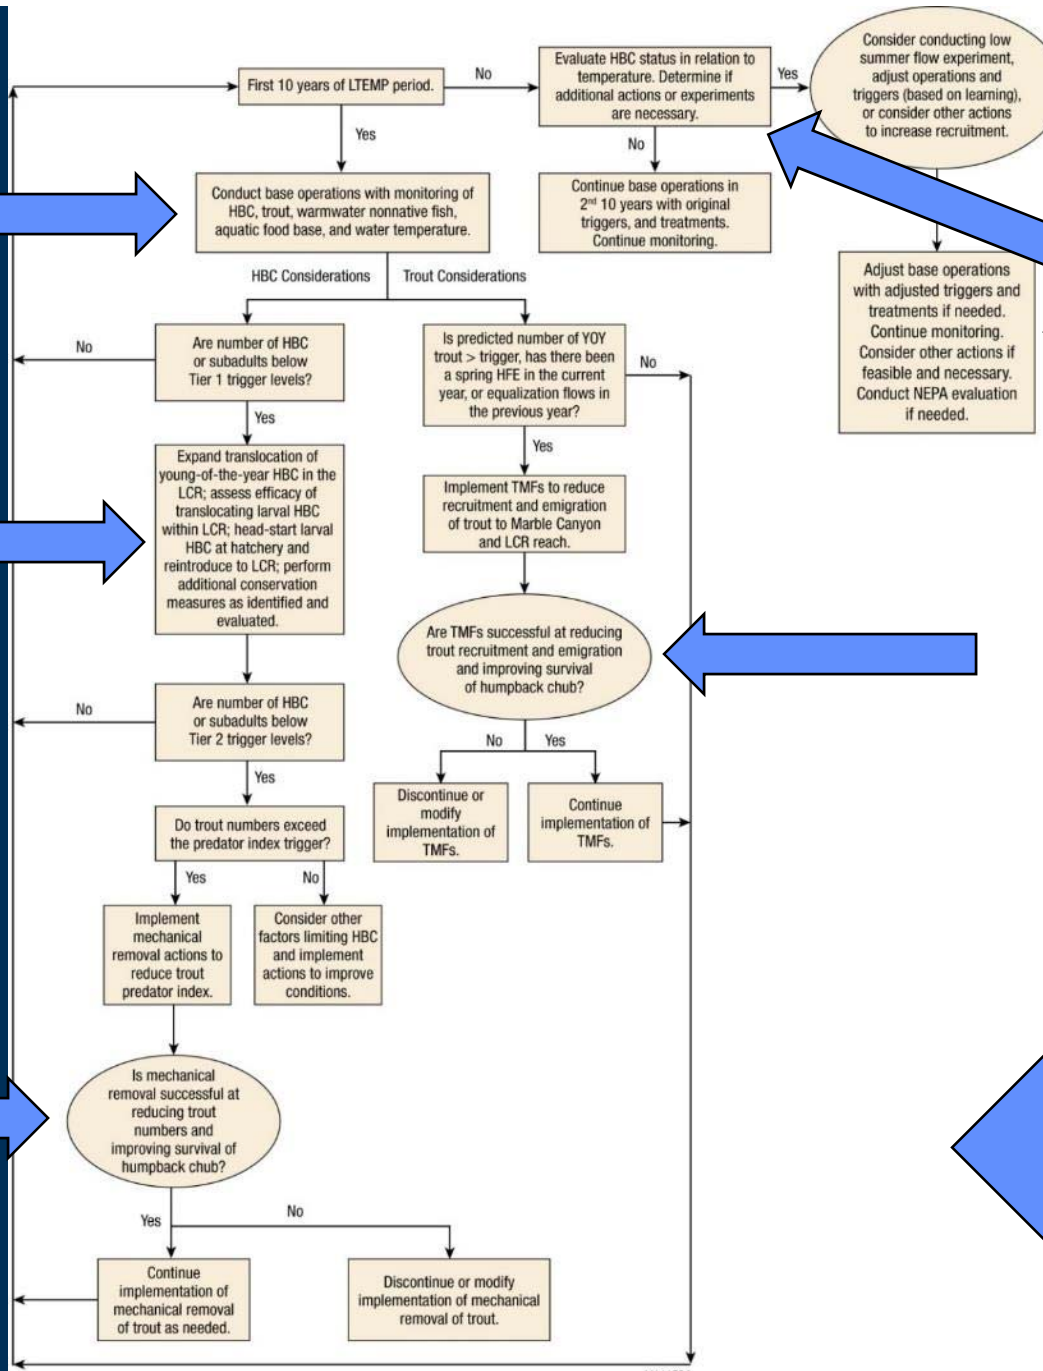 First 10 years of LTEMP period.
No
Evaluate HBC status in relation to
temperature. Determine if
additional actions or experiments
are necessary.
Yes
Consider conducting low
summer flow experiment,
adjust operations and
triggers (based on learning),
or consider other actions
to increase recruitment.
Yes
No
Conduct base operations with monitoring of
HBC, trout, warmwater nonnative fish,
aquatic food base, and water temperature.
Continue base operations in
2nd 10 years with original
triggers, and treatments.
Continue monitoring.
Adjust base operations
with adjusted triggers and
treatments if needed.
Continue monitoring.
Consider other actions if
feasible and necessary.
Conduct NEPA evaluation
if needed.
HBC Considerations
Trout Considerations
No
Are number of HBC
or subadults below
Tier 1 trigger levels?
Is predicted number of YOY
trout > trigger, has there been
a spring HFE in the current
year, or equalization flows in
the previous year?
No
Yes
Yes
Expand translocation of
young-of-the-year HBC in the
LCR; assess efficacy of
translocating larval HBC
within LCR; head-start larval
HBC at hatchery and
reintroduce to LCR; perform
additional conservation
measures as identified and
evaluated.
Implement TMFs to reduce
recruitment and emigration
of trout to Marble Canyon
and LCR reach.
Are TMFs successful at reducing
trout recruitment and emigration
and improving survival
of humpback chub?
No
Are number of HBC
or subadults below
Tier 2 trigger levels?
No
Yes
Yes
Discontinue or
modify
implementation of
TMFs.
Continue
implementation of
TMFs.
Do trout numbers exceed
the predator index trigger?
Yes
No
Implement
mechanical
removal actions to
reduce trout
predator index.
Consider other
factors limiting HBC
and implement
actions to improve
conditions.
Is mechanical
removal successful at
reducing trout
numbers and
improving survival of
humpback chub?
Yes
No
Continue
implementation of
mechanical removal
of trout as needed.
Discontinue or modify
implementation of mechanical
removal of trout.